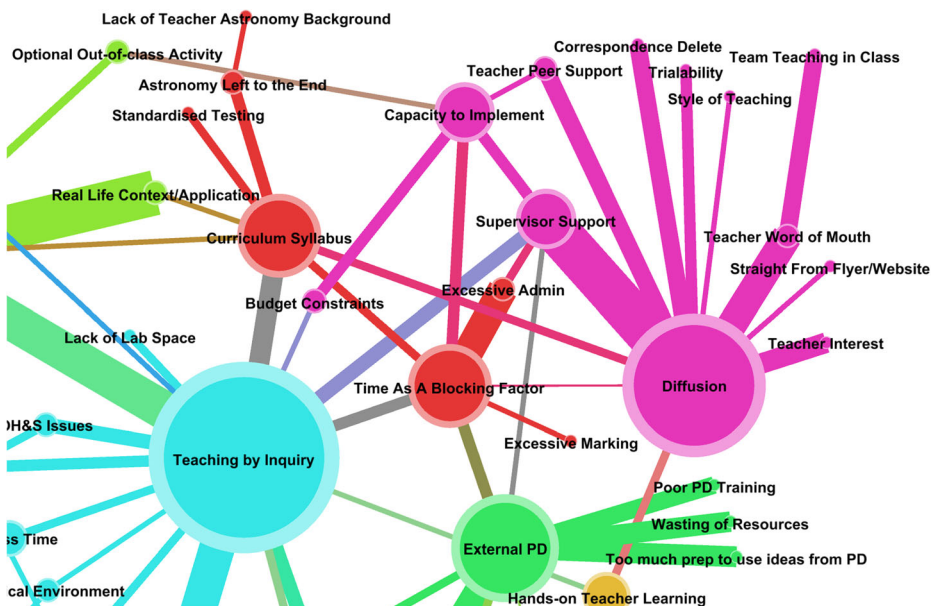 Lack of Teacher Astronomy Background
Optional Out-of-class Activity
Correspondence Delete
Team Teaching in Class
Teacher Peer Support
Trialability
Astronomy Left to the End
Style of Teaching
Standardised Testing
Capacity to Implement
Real Life Context/Application
Supervisor Support
Curriculum Syllabus
Teacher Word of Mouth
Straight From Flyer/Website
Excessive Admin
Budget Constraints
Lack of Lab Space
Teacher Interest
Time As A Blocking Factor
Diffusion
OH&S Issues
Excessive Marking
Teaching by Inquiry
Poor PD Training
Wasting of Resources
ss Time
External PD
Too much prep to use ideas from PD
cal Environment
Hands-on Teacher Learning